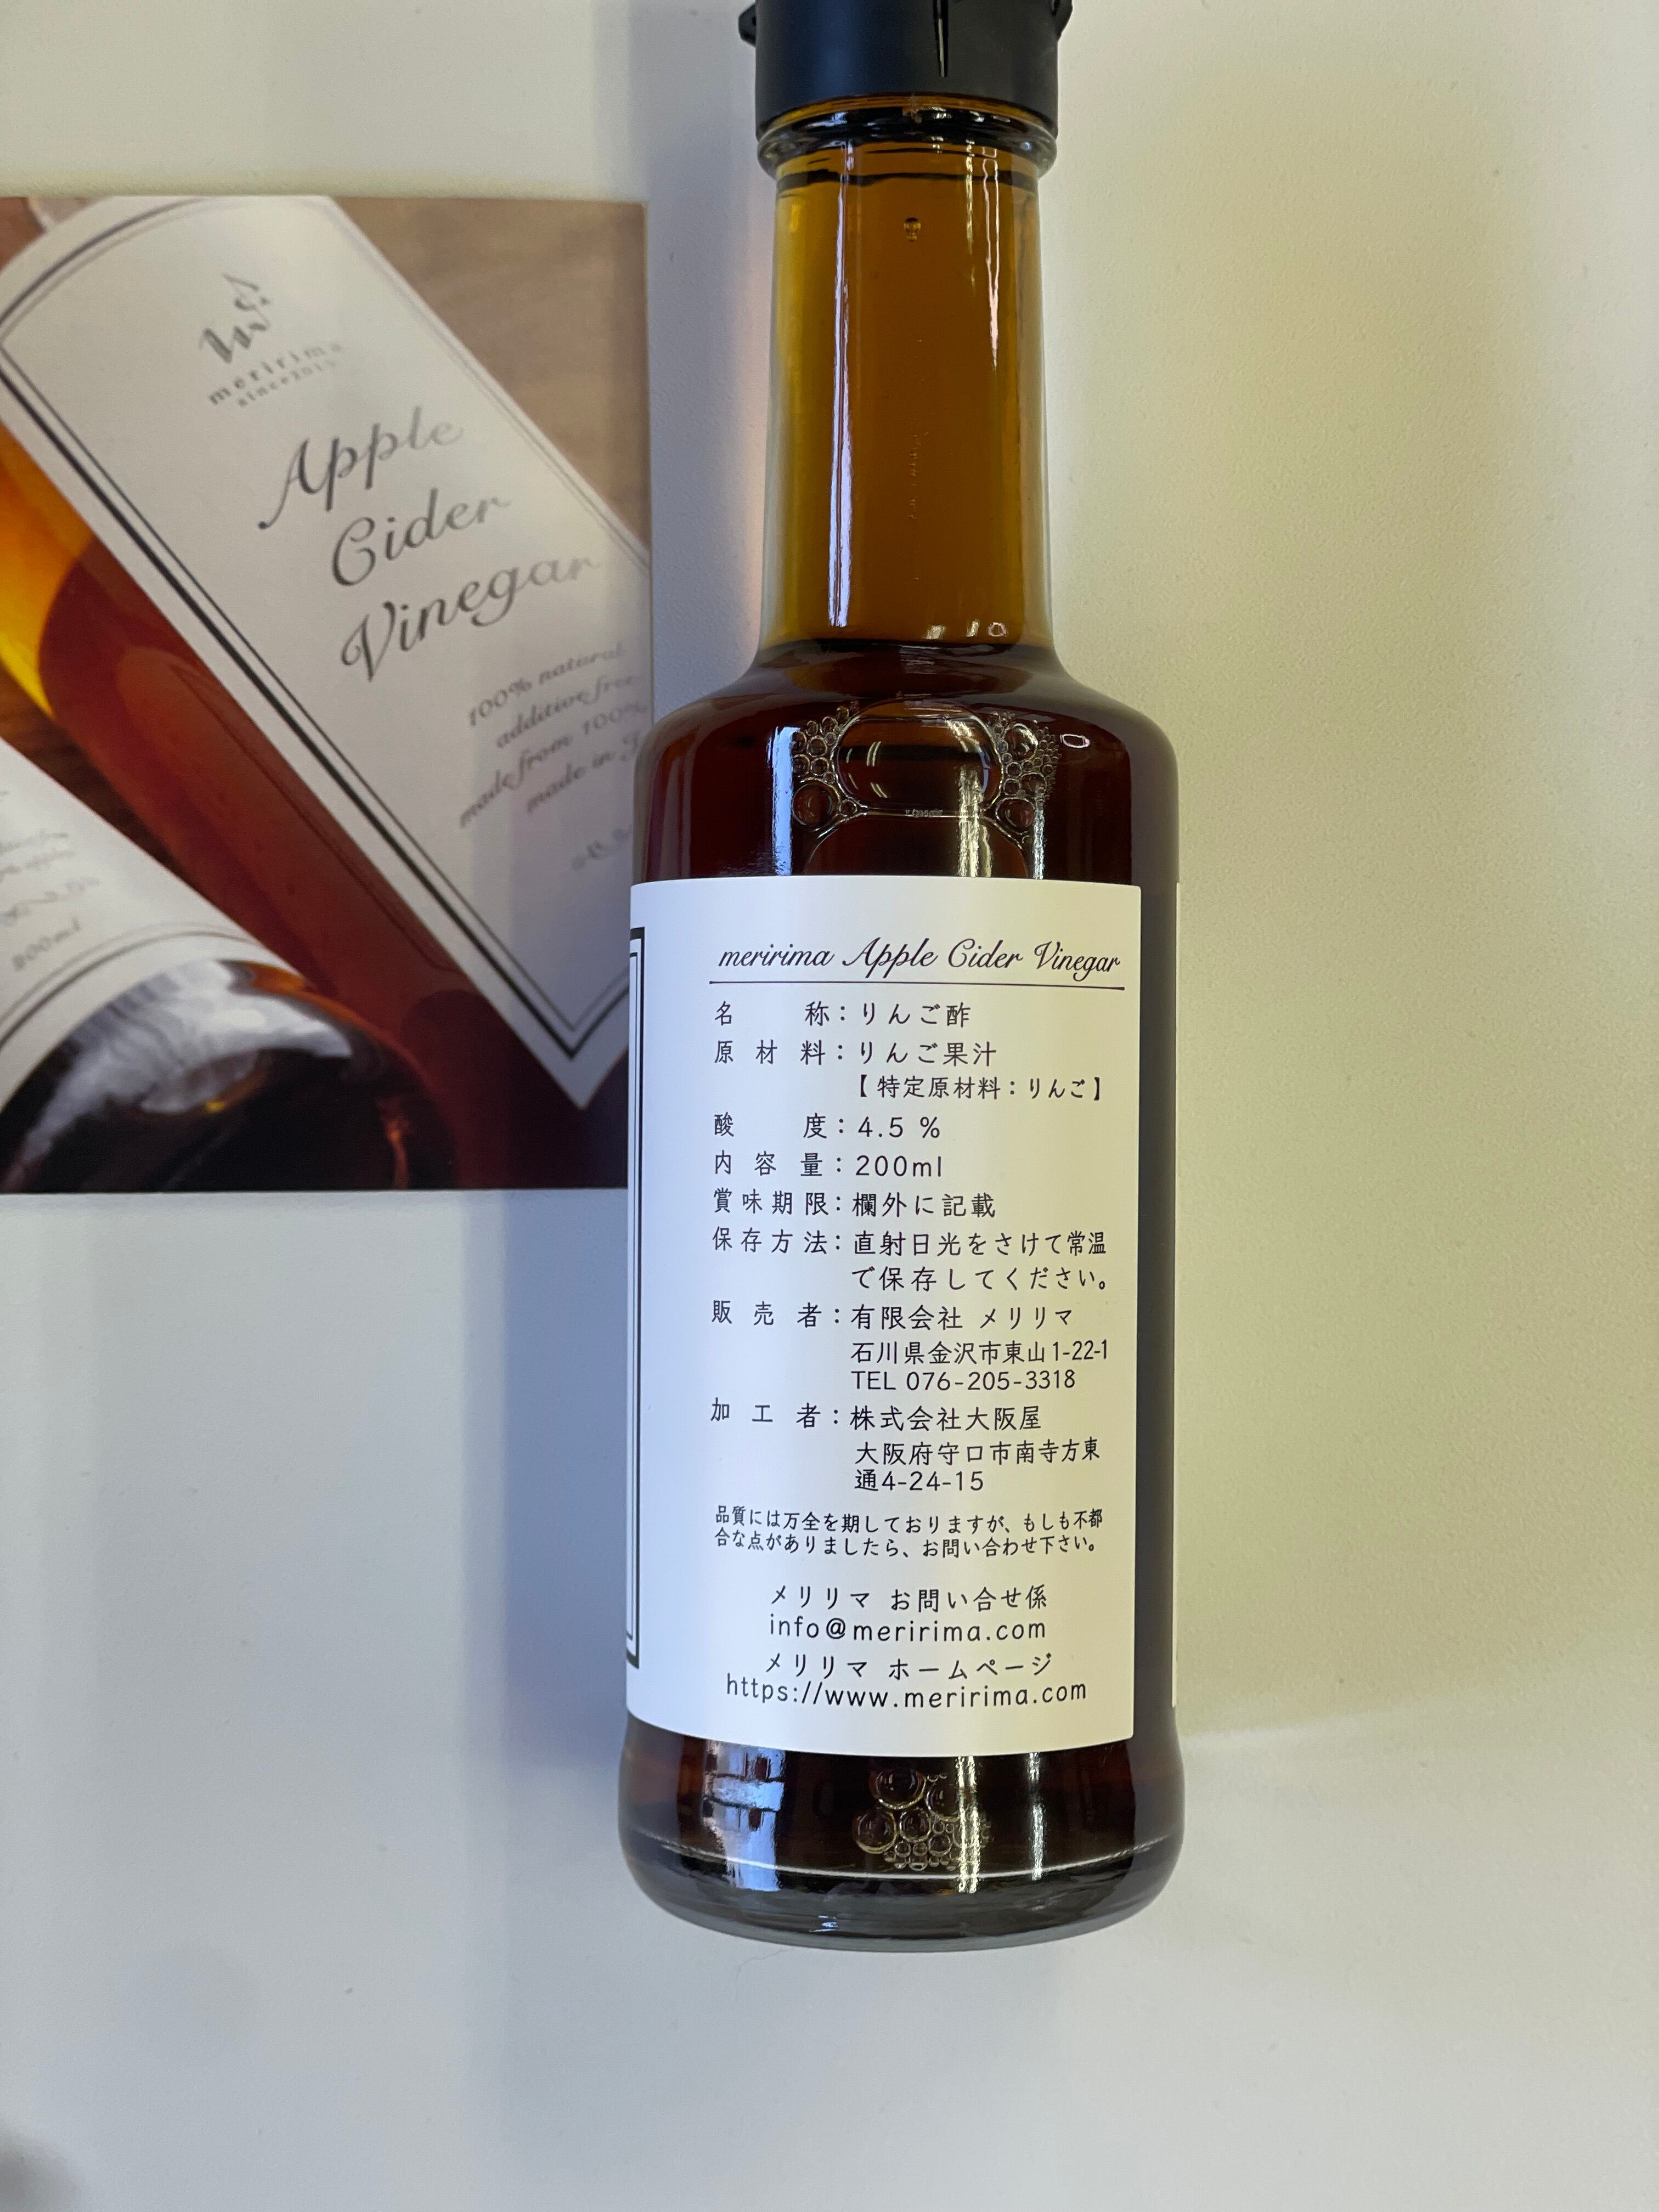 meririma
since201
Apple
Cider
Vinegar
100% natural
additive free
made from 100%
made in J
200ml
meririma Apple Cider Vinegar
名称：りんご酢
原材料：りんご果汁
【特定原材料：りんご】
酸度：4.5 %
内容量：200ml
賞味期限：欄外に記載
保存方法：直射日光をさけて常温
で保存してください。
販売者：有限会社 メリリマ
石川県金沢市東山1-22-1
TEL 076-205-3318
加工者：株式会社大阪屋
大阪府守口市南寺方東
通4-24-15
品質には万全を期しておりますが、もしも不都
合な点がありましたら、お問い合わせ下さい。
メリリマ お問い合せ係
info@meririma.com
メリリマ ホームページ
https://www.meririma.com